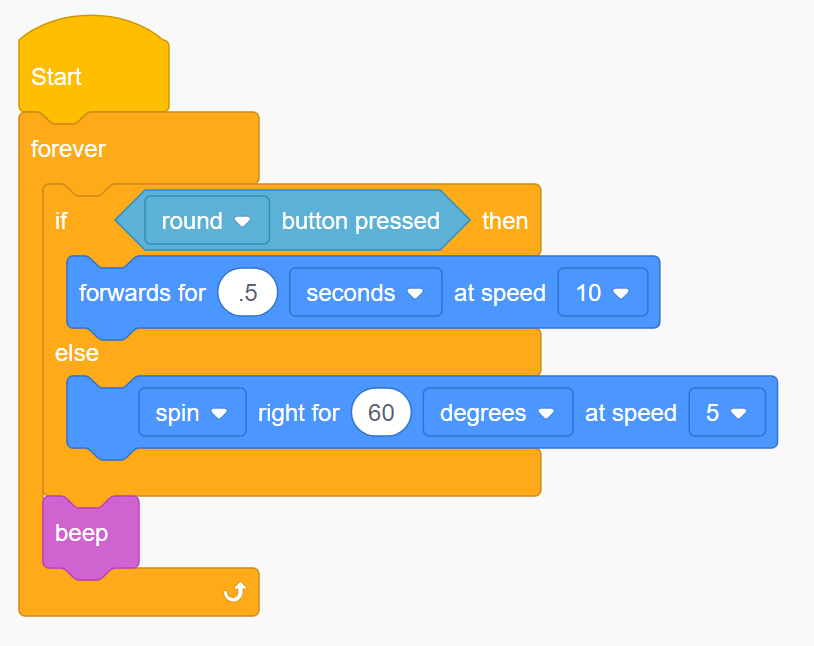 Start
forever
if round button pressed then
forwards for .5 seconds at speed 10
else
spin right for 60 degrees at speed 5
beep